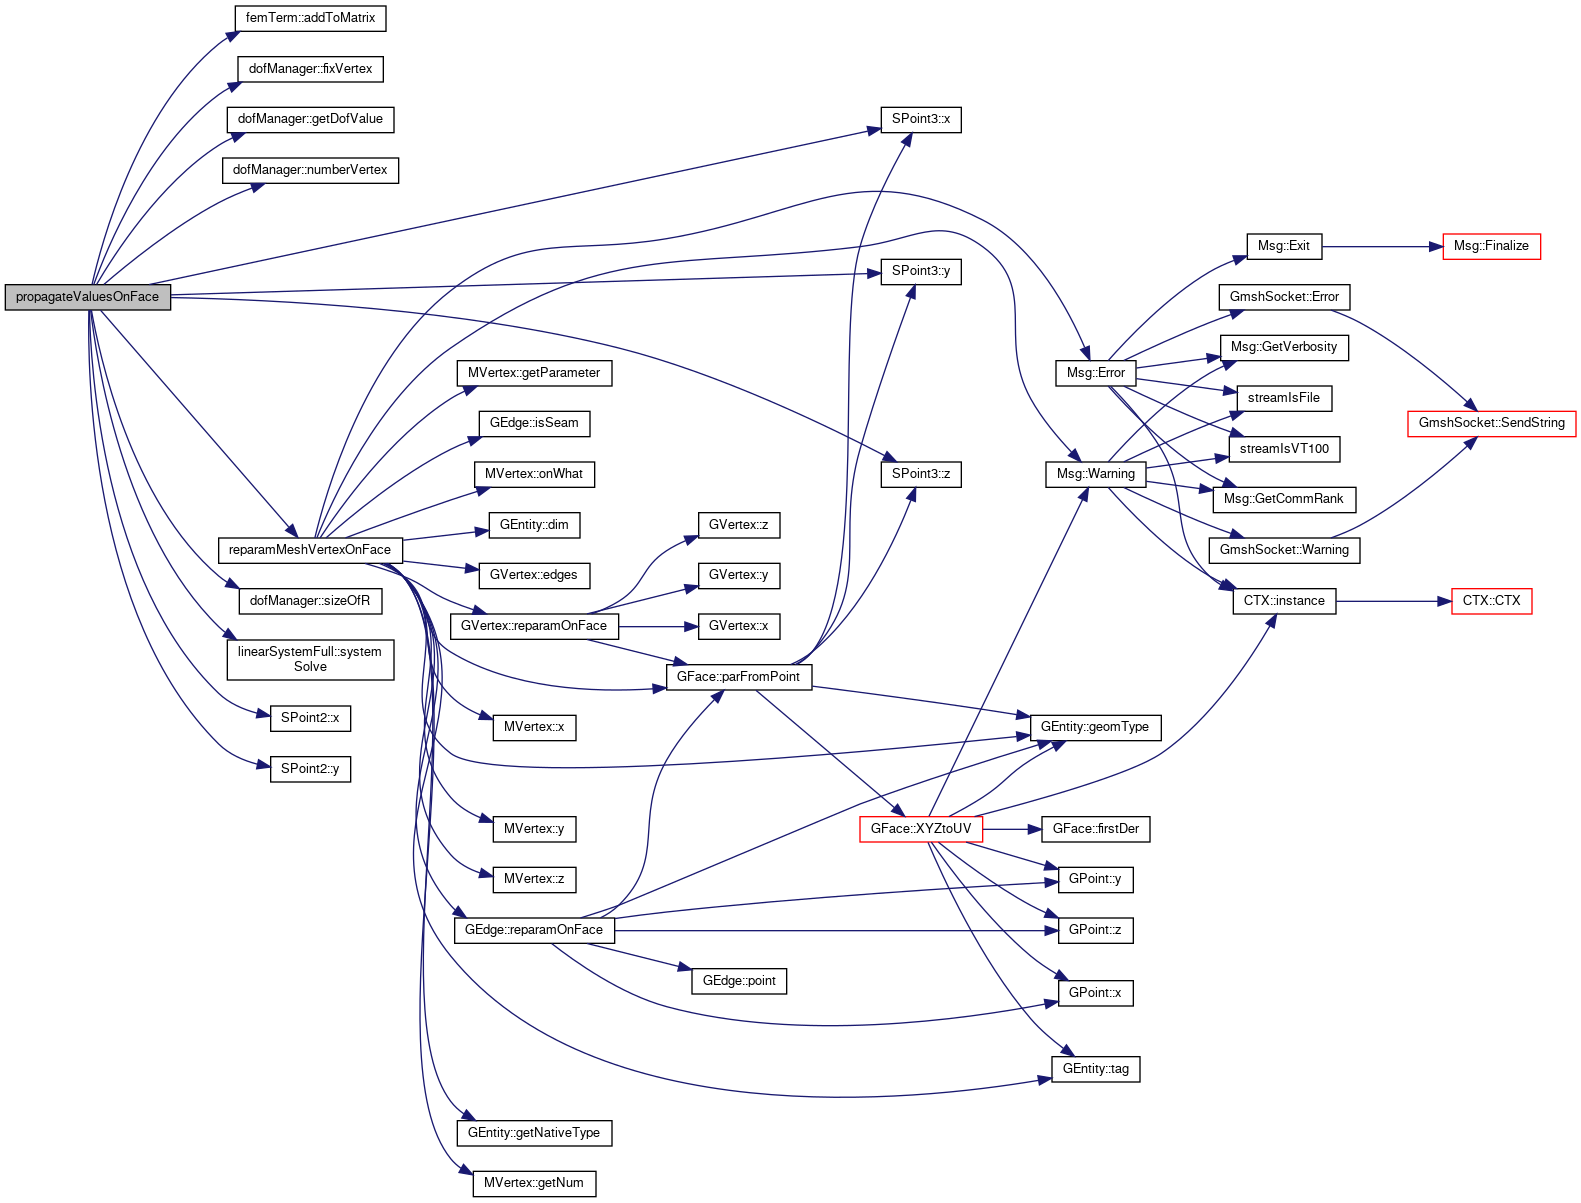 femTerm::addToMatrix
dofManager::fixVertex
dofManager::getDofValue
dofManager::numberVertex
propagateValuesOnFace
reparamMeshVertexOnFace
dofManager::sizeOfR
linearSystemFull::system
Solve
SPoint2::x
SPoint2::y
MVertex::getParameter
GEdge::isSeam
MVertex::onWhat
GEntity::dim
GVertex::edges
GVertex::reparamOnFace
MVertex::x
MVertex::y
MVertex::z
GEdge::reparamOnFace
GEntity::getNativeType
MVertex::getNum
GVertex::z
GVertex::y
GVertex::x
GFace::parFromPoint
GEdge::point
SPoint3::x
SPoint3::y
SPoint3::z
GFace::XYZtoUV
Msg::Error
Msg::Warning
GEntity::geomType
GFace::firstDer
GPoint::y
GPoint::z
GPoint::x
GEntity::tag
Msg::Exit
GmshSocket::Error
Msg::GetVerbosity
streamIsFile
streamIsVT100
Msg::GetCommRank
GmshSocket::Warning
CTX::instance
Msg::Finalize
GmshSocket::SendString
CTX::CTX